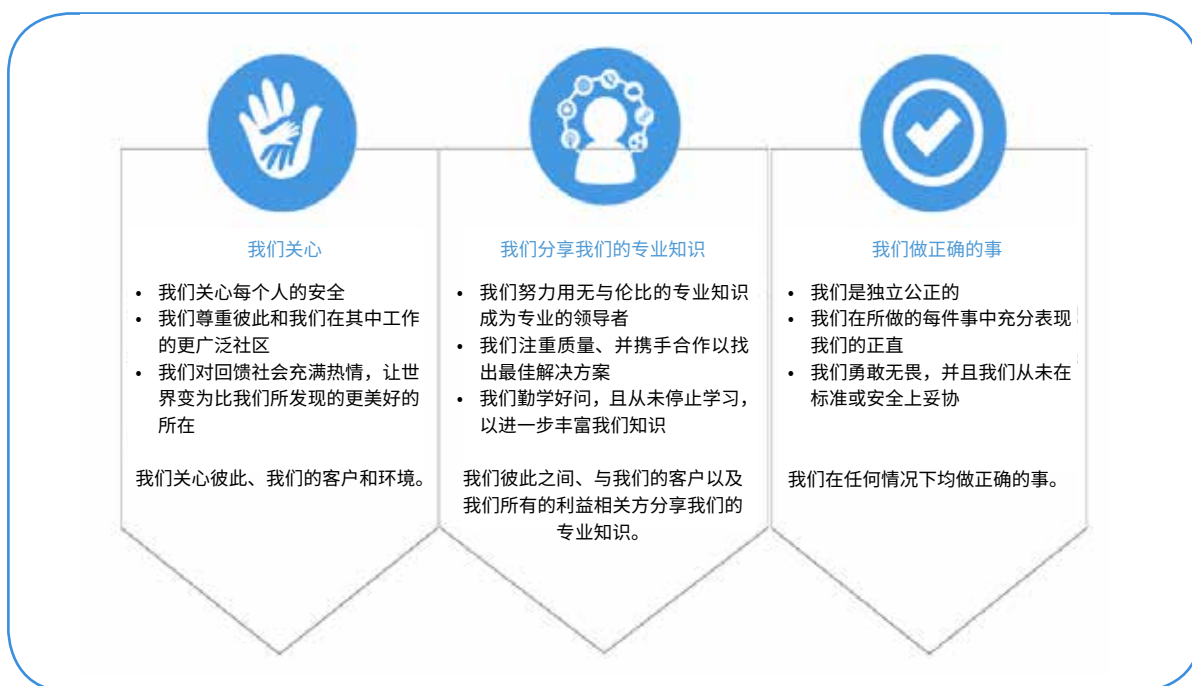 我们关心
• 我们关心每个人的安全
• 我们尊重彼此和我们在其中工作
的更广泛社区
• 我们对回馈社会充满热情，让世
界变为比我们所发现的更美好的
所在
我们关心彼此、我们的客户和环境。
我们分享我们的专业知识
• 我们努力用无与伦比的专业知识
成为专业的领导者
• 我们注重质量、并携手合作以找
出最佳解决方案
• 我们勤学好问，且从未停止学习，
以进一步丰富我们知识
我们彼此之间、与我们的客户以及
我们所有的利益相关方分享我们的
专业知识。
我们做正确的事
• 我们是独立公正的
• 我们在所做的每件事中充分表现
我们的正直
• 我们勇敢无畏，并且我们从未在
标准或安全上妥协
我们在任何情况下均做正确的事。